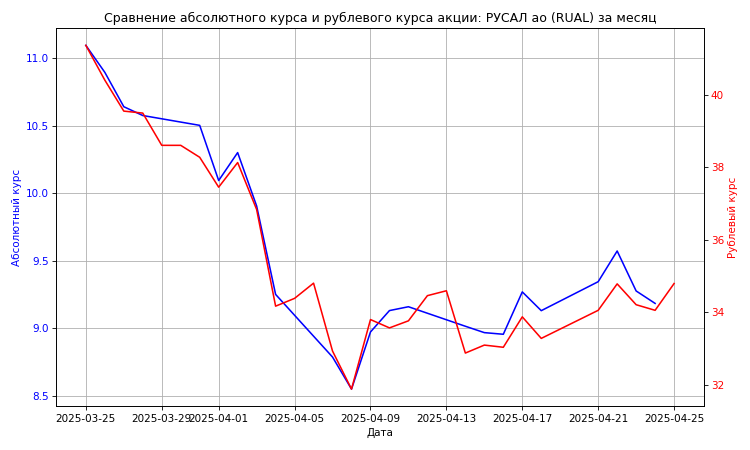 Сравнение абсолютного курса и рублевого курса акции: РУСАЛ ао (RUAL) за месяц
Абсолютный курс
11.0
10.5
10.0
9.5
9.0
8.5
40
38
36
34
32
Рублевый курс
2025-03-25 2025-03-29 2025-04-01 2025-04-05 2025-04-09 2025-04-13 2025-04-17 2025-04-21 2025-04-25
Дата